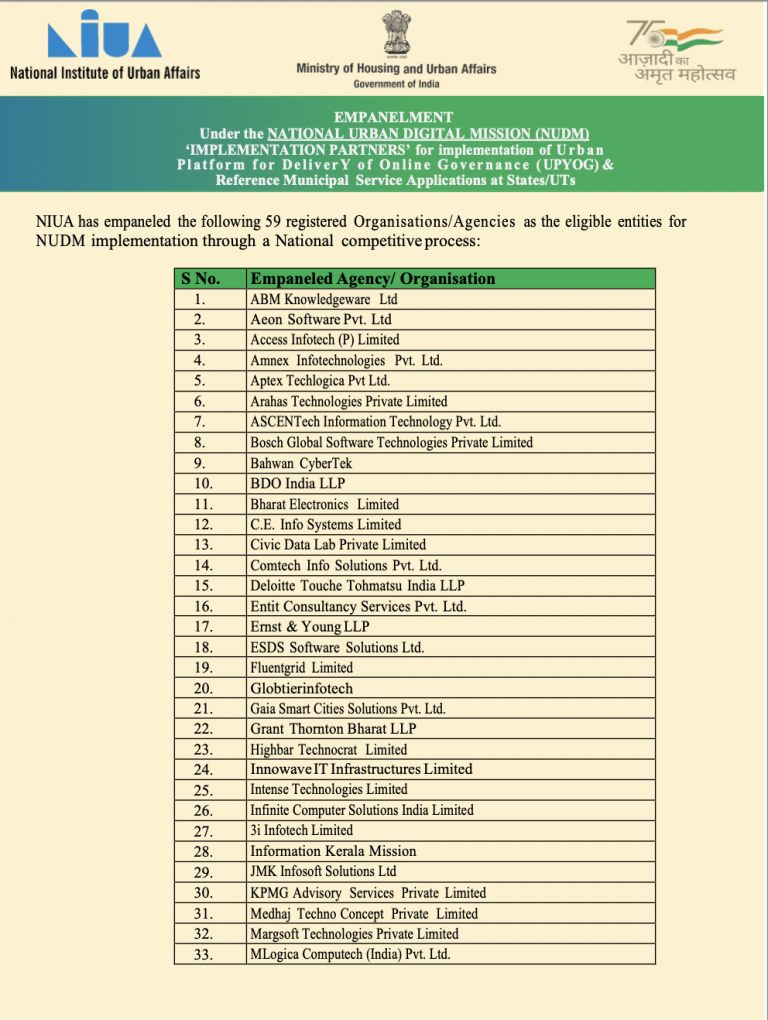 NIUA
National Institute of Urban Affairs
Ministry of Housing and Urban Affairs
Government of India
75
आज़ादी का
अमृत महोत्सव
EMPANELMENT
Under the NATIONAL URBAN DIGITAL MISSION (NUDM)
‘IMPLEMENTATION PARTNERS’ for implementation of Urban
Platform for DeliverY of Online Governance (UPYOG) &
Reference Municipal Service Applications at States/UTs
NIUA has empaneled the following 59 registered Organisations/Agencies as the eligible entities for
NUDM implementation through a National competitive process:
S No. Empaneled Agency/ Organisation
1. ABM Knowledgeware Ltd
2. Aeon Software Pvt. Ltd
3. Access Infotech (P) Limited
4. Amnex Infotechnologies Pvt. Ltd.
5. Aptex Techlogica Pvt Ltd.
6. Arahas Technologies Private Limited
7. ASCENTech Information Technology Pvt. Ltd.
8. Bosch Global Software Technologies Private Limited
9. Bahwan CyberTek
10. BDO India LLP
11. Bharat Electronics Limited
12. C.E. Info Systems Limited
13. Civic Data Lab Private Limited
14. Comtech Info Solutions Pvt. Ltd.
15. Deloitte Touche Tohmatsu India LLP
16. Entit Consultancy Services Pvt. Ltd.
17. Ernst & Young LLP
18. ESDS Software Solutions Ltd.
19. Fluentgrid Limited
20. Globtierinfotech
21. Gaia Smart Cities Solutions Pvt. Ltd.
22. Grant Thornton Bharat LLP
23. Highbar Technocrat Limited
24. Innowave IT Infrastructures Limited
25. Intense Technologies Limited
26. Infinite Computer Solutions India Limited
27. 3i Infotech Limited
28. Information Kerala Mission
29. JMK Infosoft Solutions Ltd
30. KPMG Advisory Services Private Limited
31. Medhaj Techno Concept Private Limited
32. Margsoft Technologies Private Limited
33. MLogica Computech (India) Pvt. Ltd.